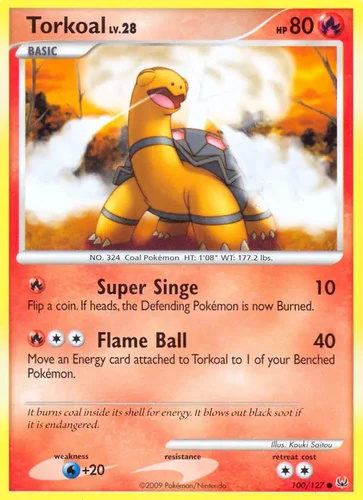 Torkoal LV.28 HP 80
BASIC
NO. 324 Coal Pokémon HT: 1'08" WT: 177.2 lbs.
Super Singe 10
Flip a coin. If heads, the Defending Pokémon is now Burned.
Flame Ball 40
Move an Energy card attached to Torkoal to 1 of your Benched
Pokémon.
Illus. Kouki Saitou
It burns coal inside its shell for energy. It blows out black soot if
it is endangered.
weakness resistance retreat cost
+20
©2009 Pokémon/Nintendo
100/127